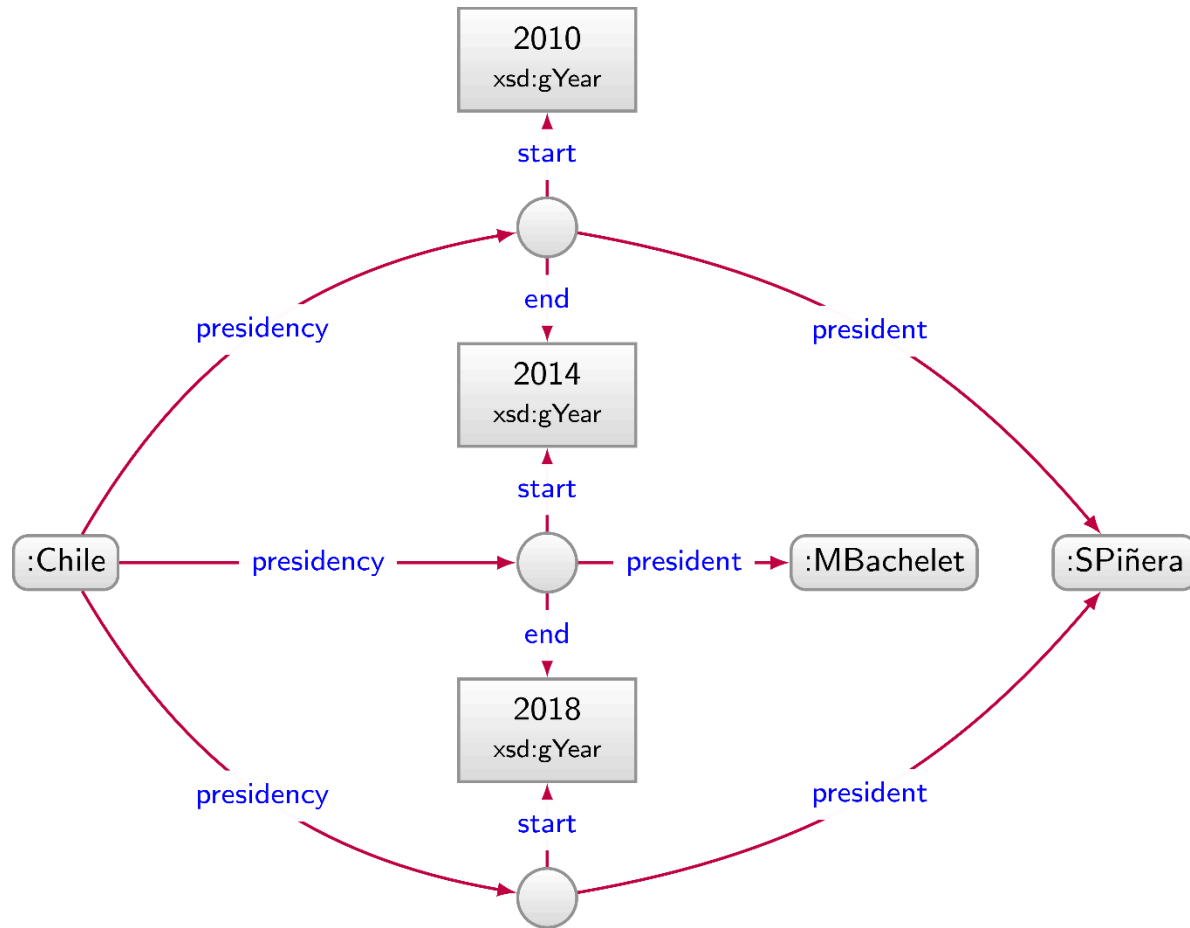 2010
xsd:gYear
start
end
presidency
president
2014
xsd:gYear
start
:Chile
presidency
president
:MBachelet
:SPiñera
end
2018
xsd:gYear
presidency
president
start